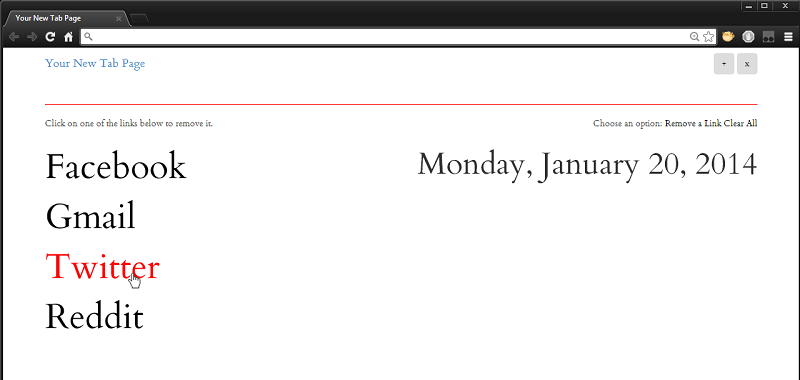 Your New Tab Page
Your New Tab Page
+ x
Click on one of the links below to remove it.
Choose an option: Remove a Link Clear All
Facebook
Monday, January 20, 2014
Gmail
Twitter
Reddit